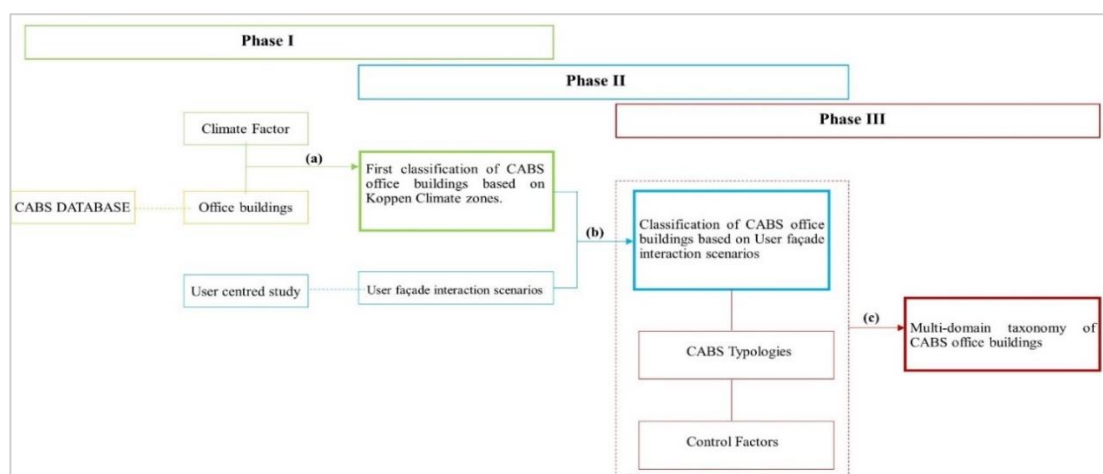 Phase I
Phase II
Phase III
Climate Factor
(a)
First classification of CABS
office buildings based on
Koppen Climate zones.
CABS DATABASE
Office buildings
(b)
Classification of CABS office
buildings based on User façade
interaction scenarios
User centred study
User façade interaction scenarios
(c)
Multi-domain taxonomy of
CABS office buildings
CABS Typologies
Control Factors